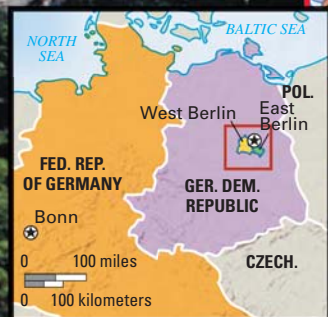 NORTH
SEA
BALTIC SEA
POL.
West Berlin
East
Berlin
FED. REP.
OF GERMANY
GER. DEM.
REPUBLIC
Bonn
CZECH.
0 100 miles
0 100 kilometers